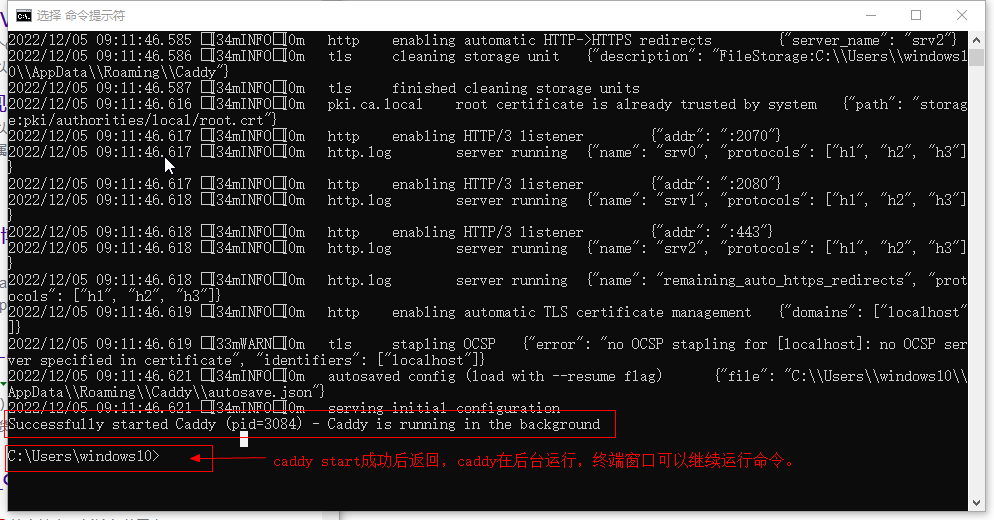 选择 命令提示符
2022/12/05 09:11:46.585 □[34mINFO□[0m http enabling automatic HTTP->HTTPS redirects {"server_name": "srv2"}
2022/12/05 09:11:46.586 □[34mINFO□[0m tls cleaning storage unit {"description": "FileStorage:C:\\Users\\windows1
0\\AppData\\Roaming\\Caddy"}
2022/12/05 09:11:46.587 □[34mINFO□[0m tls finished cleaning storage units
2022/12/05 09:11:46.616 □[34mINFO□[0m pki.ca.local root certificate is already trusted by system {"path": "storag
e:pki/authorities/local/root.crt"}
2022/12/05 09:11:46.617 □[34mINFO□[0m http enabling HTTP/3 listener {"addr": ":2070"}
2022/12/05 09:11:46.617 □[34mINFO□[0m http.log server running {"name": "srv0", "protocols": ["h1", "h2", "h3"]
}
2022/12/05 09:11:46.617 □[34mINFO□[0m http enabling HTTP/3 listener {"addr": ":2080"}
2022/12/05 09:11:46.618 □[34mINFO□[0m http.log server running {"name": "srv1", "protocols": ["h1", "h2", "h3"]
}
2022/12/05 09:11:46.618 □[34mINFO□[0m http enabling HTTP/3 listener {"addr": ":443"}
2022/12/05 09:11:46.618 □[34mINFO□[0m http.log server running {"name": "srv2", "protocols": ["h1", "h2", "h3"]
}
2022/12/05 09:11:46.618 □[34mINFO□[0m http.log server running {"name": "remaining_auto_https_redirects", "prot
ocols": ["h1", "h2", "h3"]}
2022/12/05 09:11:46.619 □[34mINFO□[0m http enabling automatic TLS certificate management {"domains": ["localhost"
]}
2022/12/05 09:11:46.619 □[33mWARN□[0m tls stapling OCSP {"error": "no OCSP stapling for [localhost]: no OCSP ser
ver specified in certificate", "identifiers": ["localhost"]}
2022/12/05 09:11:46.621 □[34mINFO□[0m autosaved config (load with --resume flag) {"file": "C:\\Users\\windows10\\
AppData\\Roaming\\Caddy\\autosave.json"}
2022/12/05 09:11:46.621 □[34mINFO□[0m serving initial configuration
Successfully started Caddy (pid=3084) - Caddy is running in the background
C:\Users\windows10>
caddy start成功后返回，caddy在后台运行，终端窗口可以继续运行命令。